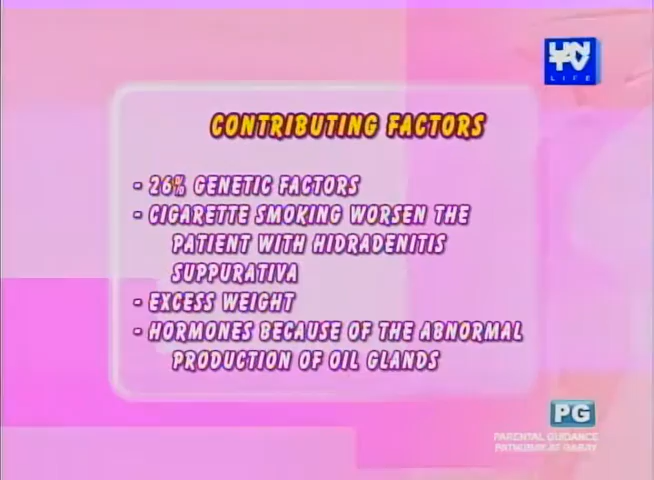 UNTV
LIFE
CONTRIBUTING FACTORS
- 26% GENETIC FACTORS
- CIGARETTE SMOKING WORSEN THE
PATIENT WITH HIDRADENITIS
SUPPURATIVA
- EXCESS WEIGHT
- HORMONES BECAUSE OF THE ABNORMAL
PRODUCTION OF OIL GLANDS
PG
PARENTAL GUIDANCE
PATNUBAY AT GABAY